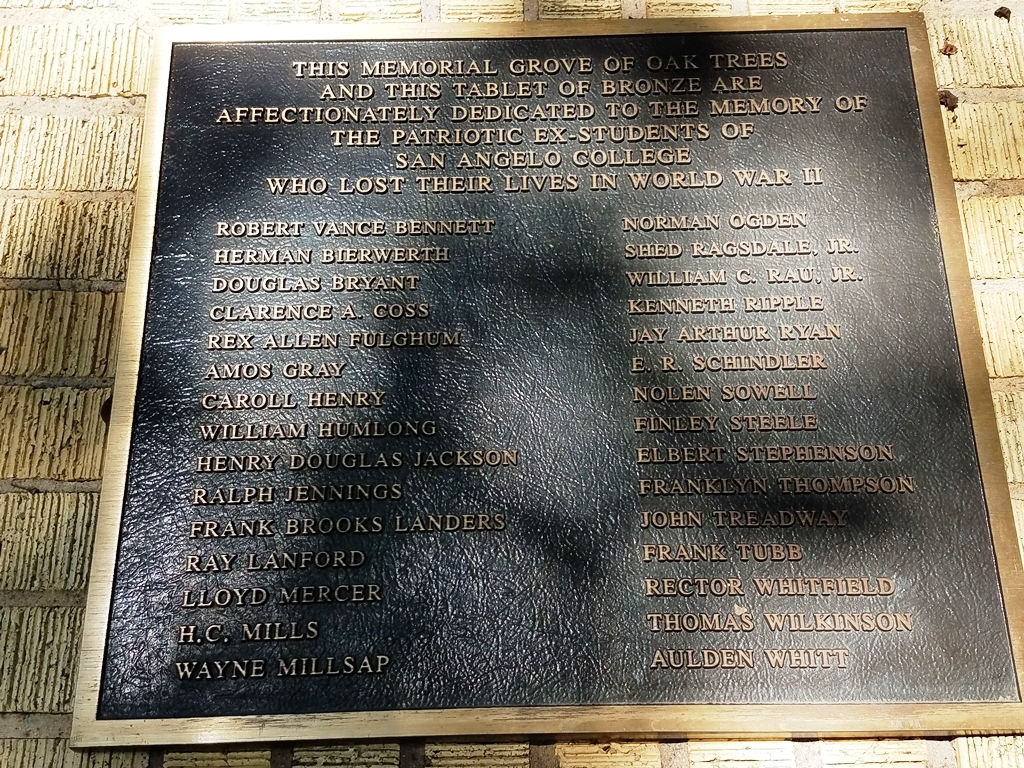 THIS MEMORIAL GROVE OF OAK TREES
AND THIS TABLET OF BRONZE ARE
AFFECTIONATELY DEDICATED TO THE MEMORY OF
THE PATRIOTIC EX-STUDENTS OF
SAN ANGELO COLLEGE
WHO LOST THEIR LIVES IN WORLD WAR II
ROBERT VANCE BENNETT
HERMAN BIERWERTH
DOUGLAS BRYANT
CLARENCE A. COSS
REX ALLEN FULGHUM
AMOS GRAY
CAROLL HENRY
WILLIAM HUMLONG
HENRY DOUGLAS JACKSON
RALPH JENNINGS
FRANK BROOKS LANDERS
RAY LANFORD
LLOYD MERCER
H.C. MILLS
WAYNE MILLSAP
NORMAN OGDEN
SHED RAGSDALE, JR.
WILLIAM C. RAU, JR.
KENNETH RIPPLE
JAY ARTHUR RYAN
E. R. SCHINDLER
NOLEN SOWELL
FINLEY STEELE
ELBERT STEPHENSON
FRANKLYN THOMPSON
JOHN TREADWAY
FRANK TUBB
RECTOR WHITFIELD
THOMAS WILKINSON
AULDEN WHITT